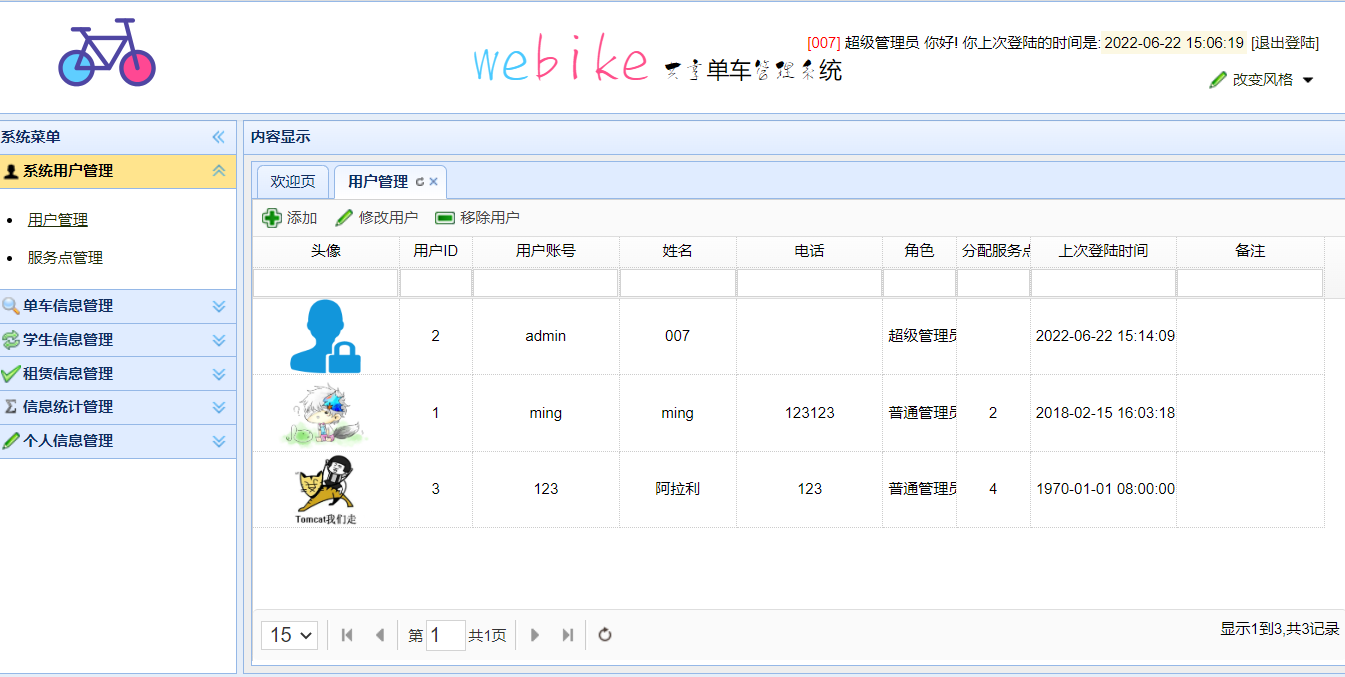 [007] 超级管理员 你好! 你上次登陆的时间是: 2022-06-22 15:06:19 [退出登陆]
webike 共享单车管理系统
改变风格
系统菜单
系统用户管理
用户管理
服务点管理
单车信息管理
学生信息管理
租赁信息管理
信息统计管理
个人信息管理
内容显示
欢迎页 用户管理
添加 修改用户 移除用户
头像 用户ID 用户账号 姓名 电话 角色 分配服务点 上次登陆时间 备注
2 admin 007 超级管理员 2022-06-22 15:14:09
1 ming ming 123123 普通管理员 2 2018-02-15 16:03:18
Tomcat我们走
3 123 阿拉利 123 普通管理员 4 1970-01-01 08:00:00
15 第 1 共1页
显示1到3,共3记录